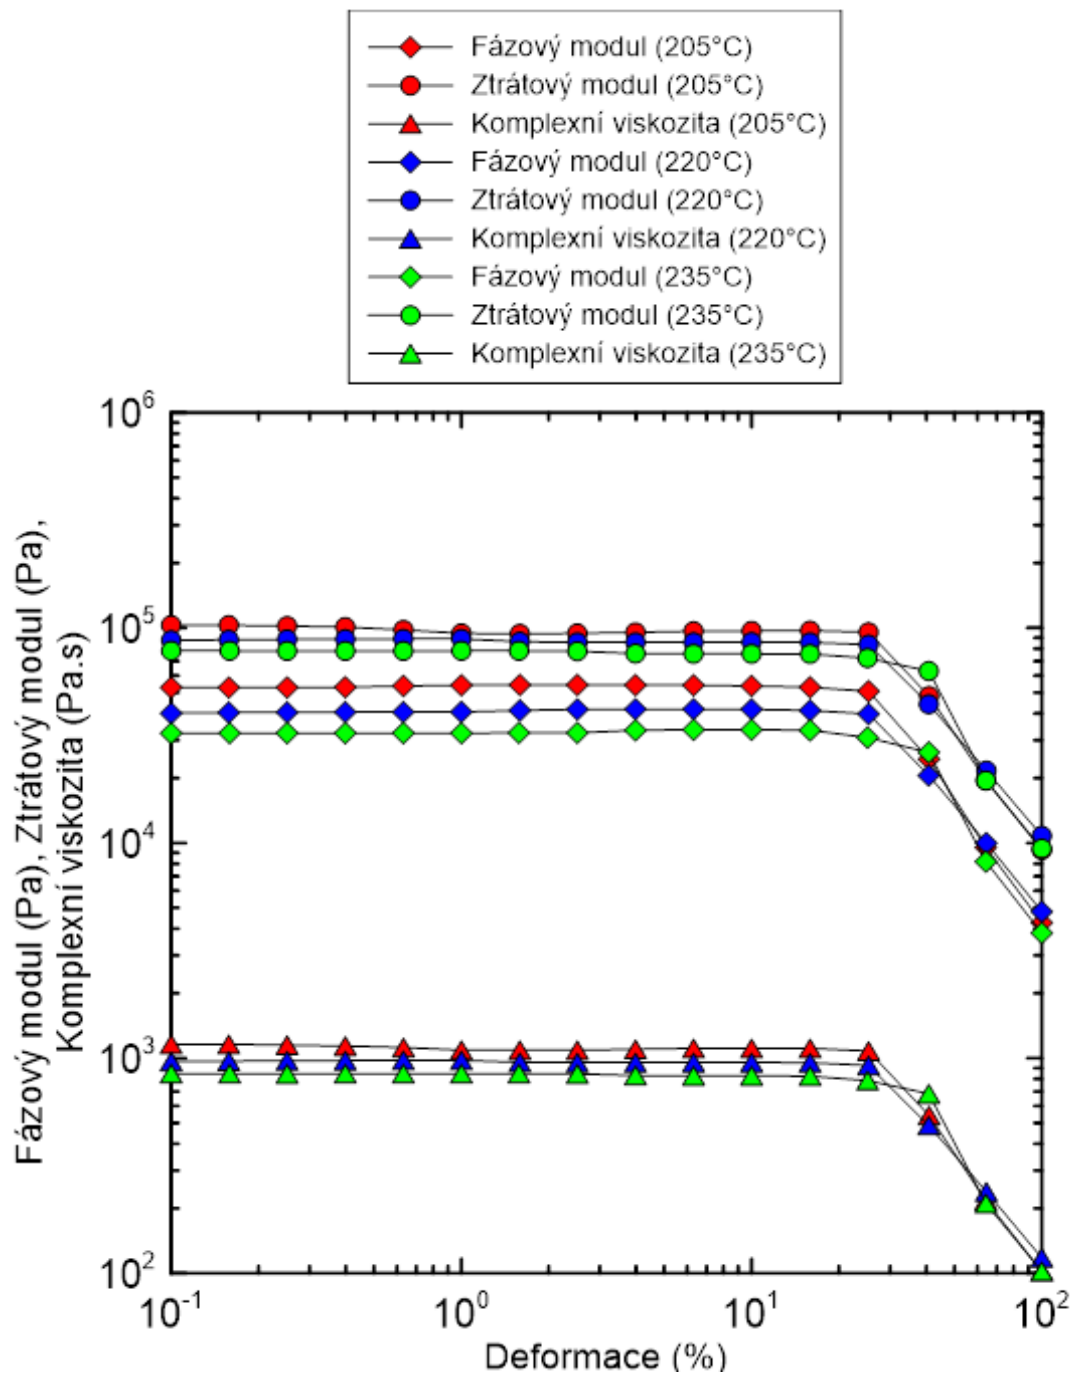 Fázový modul (205°C)
Ztrátový modul (205°C)
Komplexní viskozita (205°C)
Fázový modul (220°C)
Ztrátový modul (220°C)
Komplexní viskozita (220°C)
Fázový modul (235°C)
Ztrátový modul (235°C)
Komplexní viskozita (235°C)
Fázový modul (Pa), Ztrátový modul (Pa),
Komplexní viskozita (Pa.s)
10⁶
10⁵
10⁴
10³
10²
10⁻¹ 10⁰ 10¹ 10²
Deformace (%)